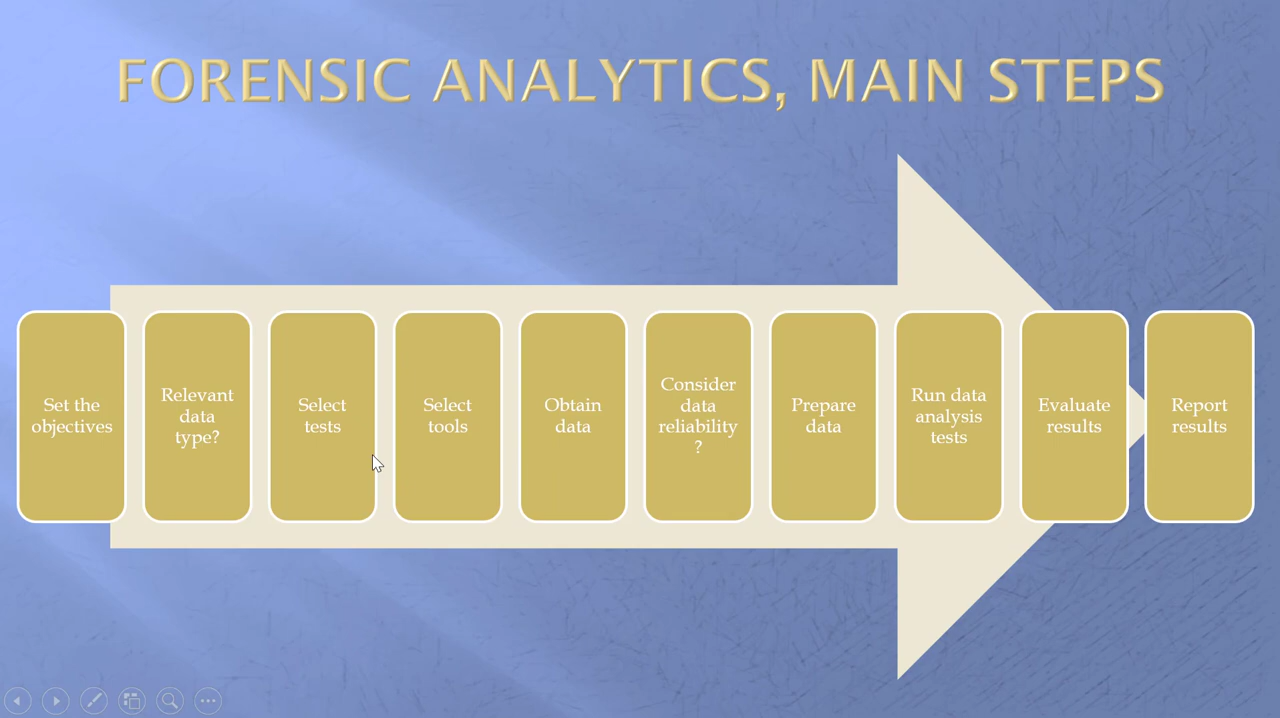 FORENSIC ANALYTICS, MAIN STEPS
Set the
objectives
Relevant
data
type?
Select
tests
Select
tools
Obtain
data
Consider
data
reliability
?
Prepare
data
Run data
analysis
tests
Evaluate
results
Report
results